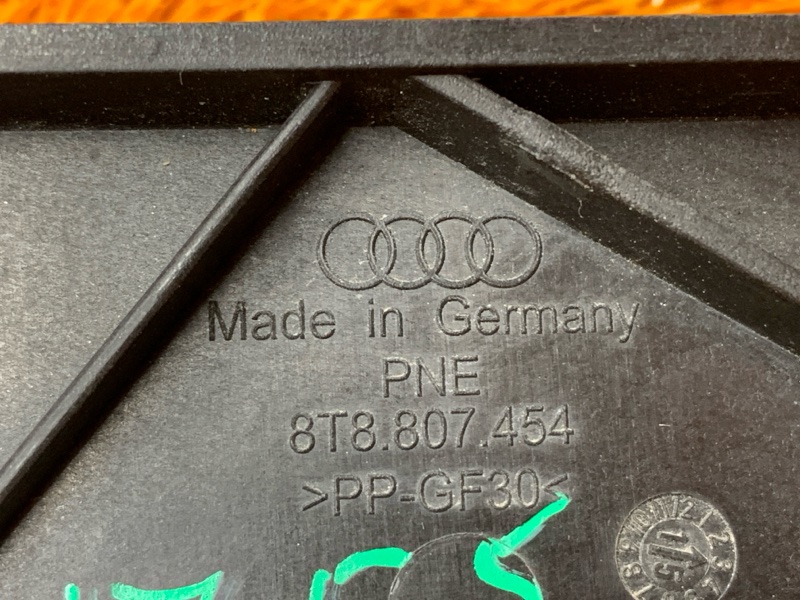 Made in Germany
PNE
8T8.807.454
>PP-GF30<